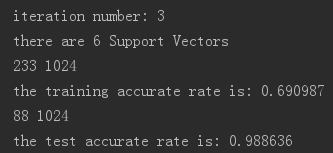 iteration number: 3
there are 6 Support Vectors
233 1024
the training accurate rate is: 0.690987
88 1024
the test accurate rate is: 0.988636